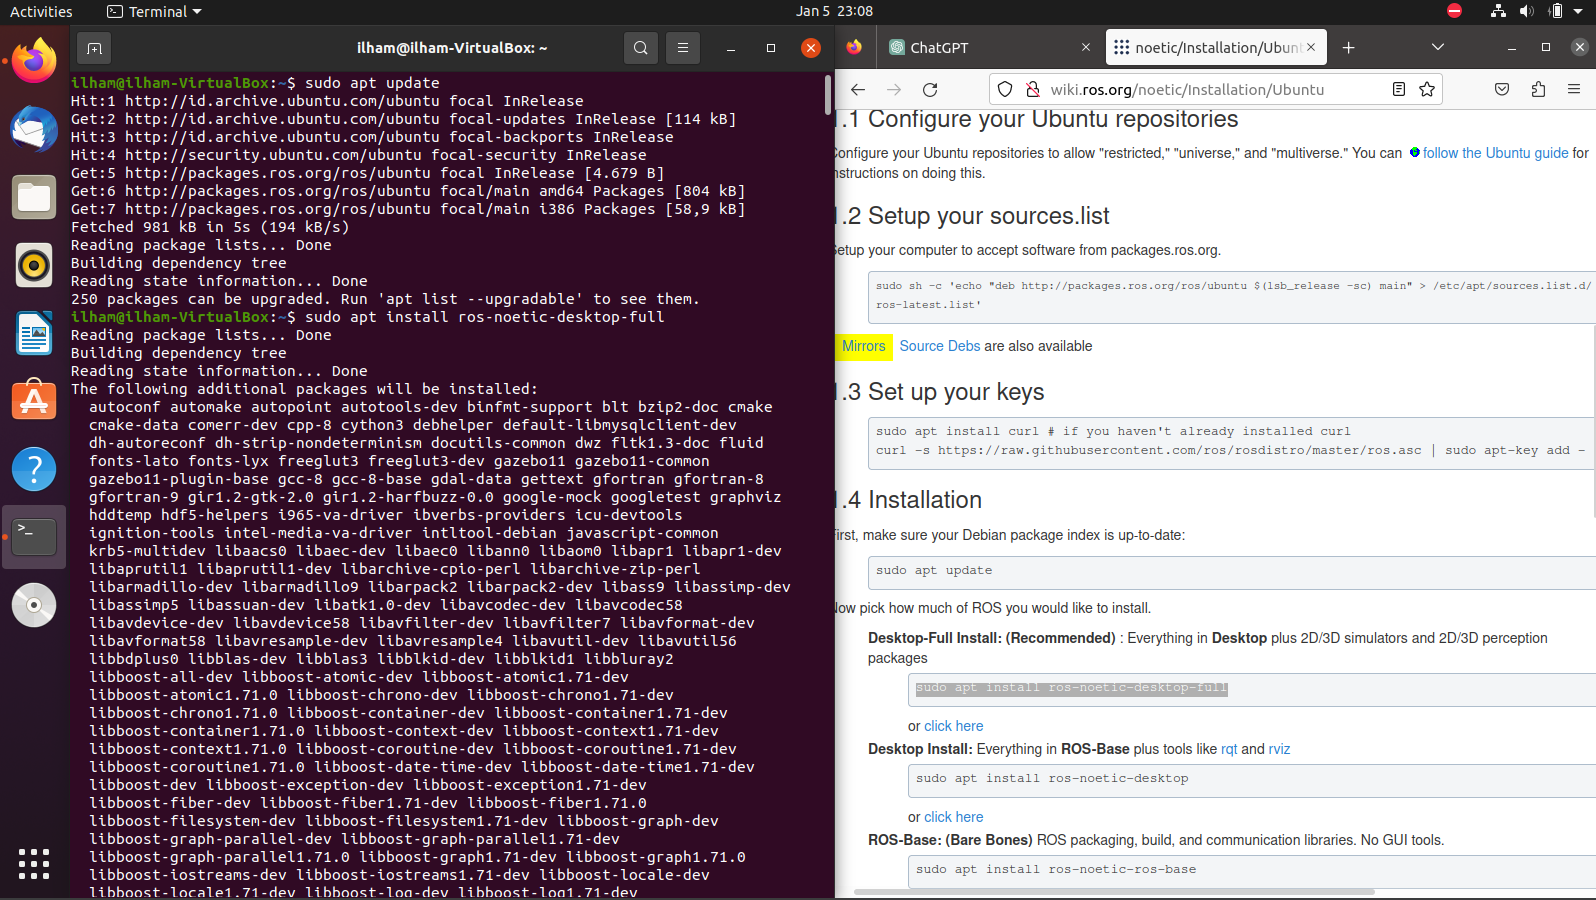 Activities
Terminal
Jan 5 23:08
ilham@ilham-VirtualBox: ~
ilham@ilham-VirtualBox:~$ sudo apt update
Hit:1 http://id.archive.ubuntu.com/ubuntu focal InRelease
Get:2 http://id.archive.ubuntu.com/ubuntu focal-updates InRelease [114 kB]
Hit:3 http://id.archive.ubuntu.com/ubuntu focal-backports InRelease
Hit:4 http://security.ubuntu.com/ubuntu focal-security InRelease
Get:5 http://packages.ros.org/ros/ubuntu focal InRelease [4.679 B]
Get:6 http://packages.ros.org/ros/ubuntu focal/main amd64 Packages [804 kB]
Get:7 http://packages.ros.org/ros/ubuntu focal/main i386 Packages [58,9 kB]
Fetched 981 kB in 5s (194 kB/s)
Reading package lists... Done
Building dependency tree
Reading state information... Done
250 packages can be upgraded. Run 'apt list --upgradable' to see them.
ilham@ilham-VirtualBox:~$ sudo apt install ros-noetic-desktop-full
Reading package lists... Done
Building dependency tree
Reading state information... Done
The following additional packages will be installed:
autoconf automake autopoint autotools-dev binfmt-support blt bzip2-doc cmake
cmake-data comerr-dev cpp-8 cython3 debhelper default-libmysqlclient-dev
dh-autoreconf dh-strip-nondeterminism docutils-common dwz fltk1.3-doc fluid
fonts-lato fonts-lyx freeglut3 freeglut3-dev gazebo11 gazebo11-common
gazebo11-plugin-base gcc-8 gcc-8-base gdal-data gettext gfortran gfortran-8
gfortran-9 gir1.2-gtk-2.0 gir1.2-harfbuzz-0.0 google-mock googletest graphviz
hddtemp hdf5-helpers i965-va-driver ibverbs-providers icu-devtools
ignition-tools intel-media-va-driver intltool-debian javascript-common
krb5-multidev libaacs0 libaec-dev libaec0 libann0 libaom0 libapr1 libapr1-dev
libaprutil1 libaprutil1-dev libarchive-cpio-perl libarchive-zip-perl
libarmadillo-dev libarmadillo9 libarpack2 libarpack2-dev libass9 libassimp-dev
libassimp5 libassuan-dev libatk1.0-dev libavcodec-dev libavcodec58
libavdevice-dev libavdevice58 libavfilter-dev libavfilter7 libavformat-dev
libavformat58 libavresample-dev libavresample4 libavutil-dev libavutil56
libbdplus0 libblas-dev libblas3 libblkid-dev libblkid1 libbluray2
libboost-all-dev libboost-atomic-dev libboost-atomic1.71-dev
libboost-atomic1.71.0 libboost-chrono-dev libboost-chrono1.71-dev
libboost-chrono1.71.0 libboost-container-dev libboost-container1.71-dev
libboost-container1.71.0 libboost-context-dev libboost-context1.71-dev
libboost-context1.71.0 libboost-coroutine-dev libboost-coroutine1.71-dev
libboost-coroutine1.71.0 libboost-date-time-dev libboost-date-time1.71-dev
libboost-dev libboost-exception-dev libboost-exception1.71-dev
libboost-fiber-dev libboost-fiber1.71-dev libboost-fiber1.71.0
libboost-filesystem-dev libboost-filesystem1.71-dev libboost-graph-dev
libboost-graph-parallel-dev libboost-graph-parallel1.71-dev
libboost-graph-parallel1.71.0 libboost-graph1.71-dev libboost-graph1.71.0
libboost-iostreams-dev libboost-iostreams1.71-dev libboost-locale-dev
libboost-locale1.71-dev libboost-log-dev libboost-log1.71-dev
ChatGPT
noetic/Installation/Ubunt
wiki.ros.org/noetic/Installation/Ubuntu
1.1 Configure your Ubuntu repositories
Configure your Ubuntu repositories to allow "restricted," "universe," and "multiverse." You can follow the Ubuntu guide for
instructions on doing this.
1.2 Setup your sources.list
Setup your computer to accept software from packages.ros.org.
sudo sh -c 'echo "deb http://packages.ros.org/ros/ubuntu $(lsb_release -sc) main" > /etc/apt/sources.list.d/
ros-latest.list'
Mirrors Source Debs are also available
1.3 Set up your keys
sudo apt install curl # if you haven't already installed curl
curl -s https://raw.githubusercontent.com/ros/rosdistro/master/ros.asc | sudo apt-key add -
1.4 Installation
First, make sure your Debian package index is up-to-date:
sudo apt update
Now pick how much of ROS you would like to install.
Desktop-Full Install: (Recommended) : Everything in Desktop plus 2D/3D simulators and 2D/3D perception
packages
sudo apt install ros-noetic-desktop-full
or click here
Desktop Install: Everything in ROS-Base plus tools like rqt and rviz
sudo apt install ros-noetic-desktop
or click here
ROS-Base: (Bare Bones) ROS packaging, build, and communication libraries. No GUI tools.
sudo apt install ros-noetic-ros-base